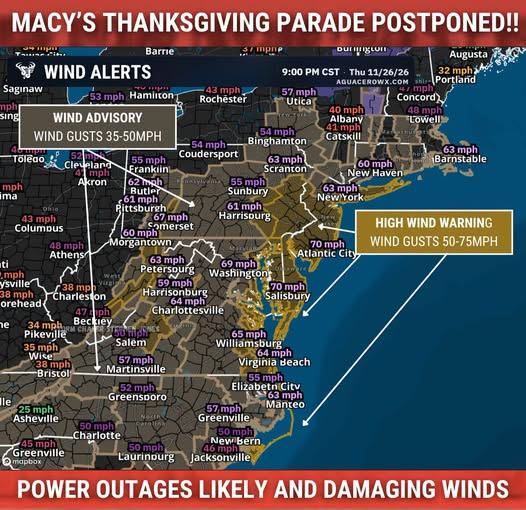 MACY'S THANKSGIVING PARADE POSTPONED!!
WIND ALERTS
9:00 PM CST · Thu 11/26/26
AGUACEROWX.COM
WIND ADVISORY
WIND GUSTS 35-50MPH
HIGH WIND WARNING
WIND GUSTS 50-75MPH
Barrie
Burlington
Augusta
32 mph
Portland
Saginaw
53 mph
Hamilton
43 mph
Rochester
57 mph
Utica
47 mph
Concord
48 mph
Lowell
40 mph
Albany
41 mph
Catskill
54 mph
Binghamton
63 mph
Barnstable
Toledo
52 mph
Cleveland
Akron
54 mph
Coudersport
63 mph
Scranton
60 mph
New Haven
55 mph
Franklin
62 mph
Butler
55 mph
Sunbury
63 mph
New York
Pennsylvania
61 mph
Pittsburgh
61 mph
Harrisburg
67 mph
Somerset
43 mph
Columbus
Ohio
60 mph
Morgantown
70 mph
Atlantic City
48 mph
Athens
63 mph
Petersburg
69 mph
Washington
59 mph
Harrisonburg
70 mph
Salisbury
38 mph
Charleston
64 mph
Charlottesville
47 mph
Beckley
34 mph
Pikeville
Salem
65 mph
Williamsburg
35 mph
Wise
64 mph
Virginia Beach
38 mph
Bristol
57 mph
Martinsville
55 mph
Elizabeth City
52 mph
Greensboro
63 mph
Manteo
25 mph
Asheville
57 mph
Greenville
North
Carolina
50 mph
Charlotte
50 mph
New Bern
45 mph
Greenville
50 mph
Laurinburg
46 mph
Jacksonville
mapbox
POWER OUTAGES LIKELY AND DAMAGING WINDS